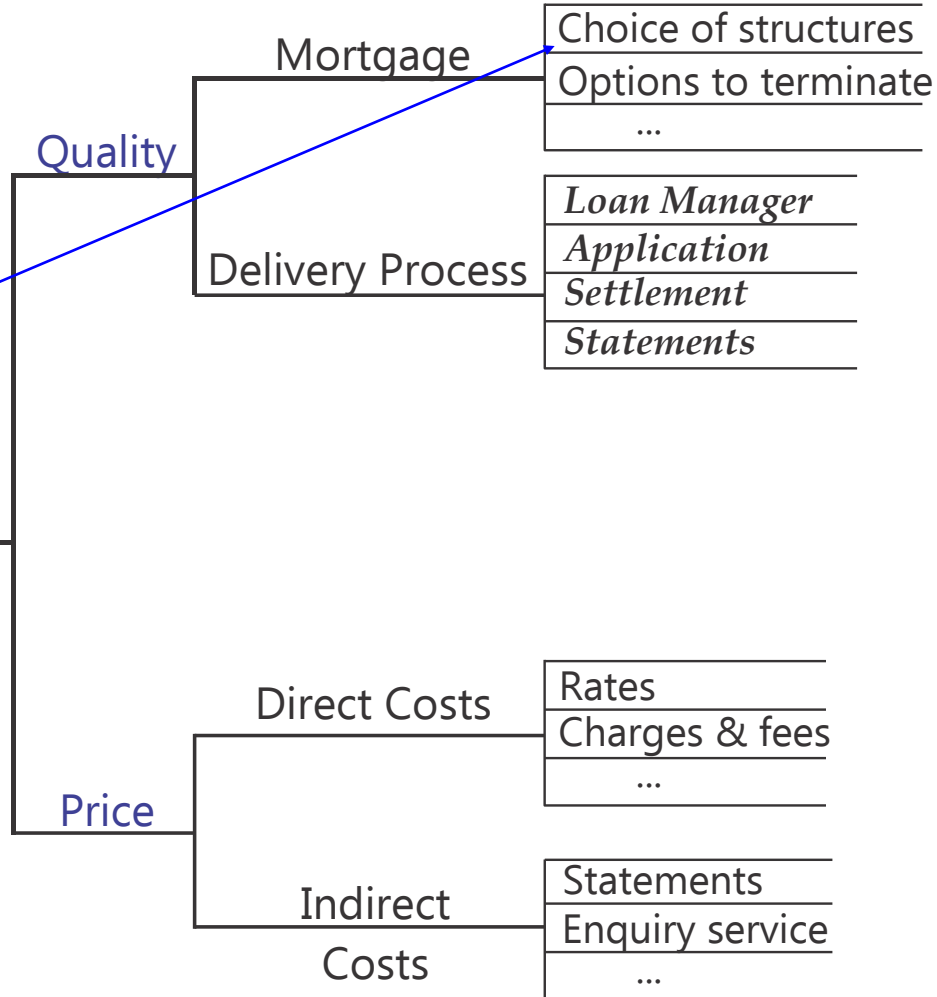 Quality
Mortgage
Choice of structures
Options to terminate
...
Delivery Process
Loan Manager
Application
Settlement
Statements
Price
Direct Costs
Rates
Charges & fees
...
Indirect
Costs
Statements
Enquiry service
...